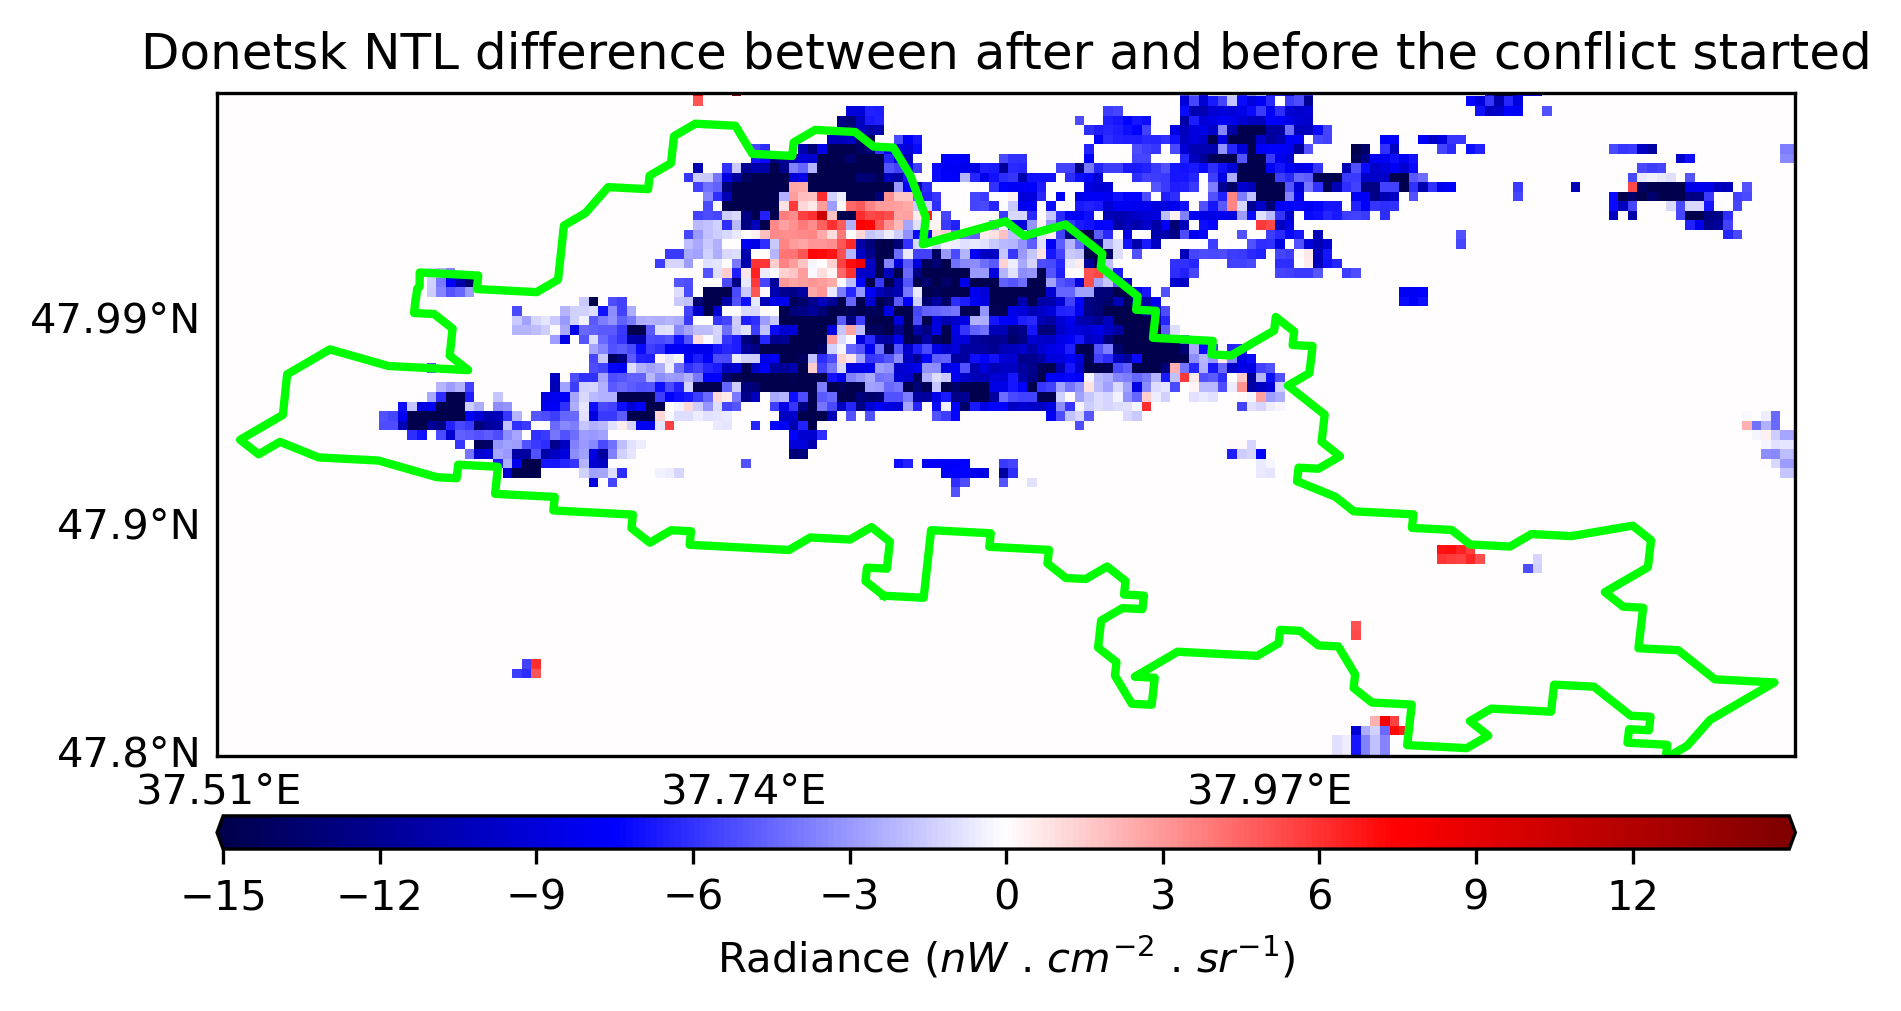 Donetsk NTL difference between after and before the conflict started
47.99°N
47.9°N
47.8°N
37.51°E 37.74°E 37.97°E
−15 −12 −9 −6 −3 0 3 6 9 12
Radiance (nW . cm⁻² . sr⁻¹)